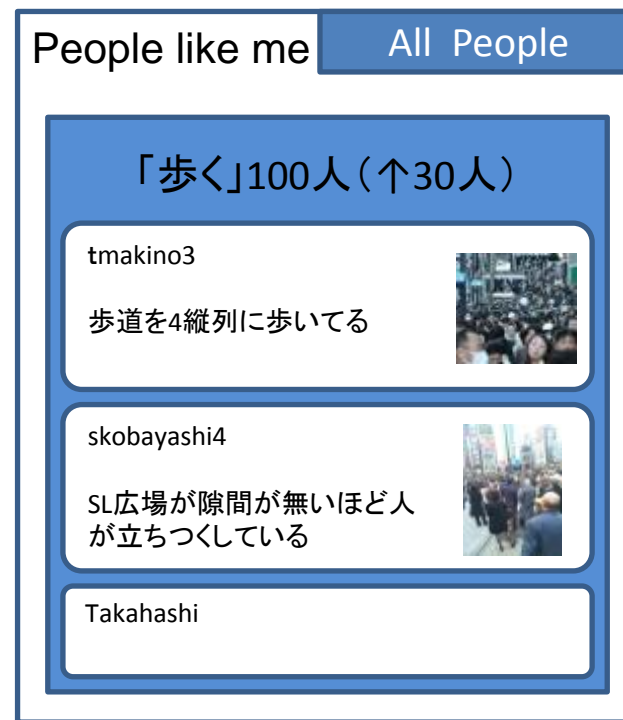 People like me
All People
「歩く」100人(↑30人)
tmakino3
歩道を4縦列に歩いてる
skobayashi4
SL広場が隙間が無いほど人
が立ちつくしている
Takahashi